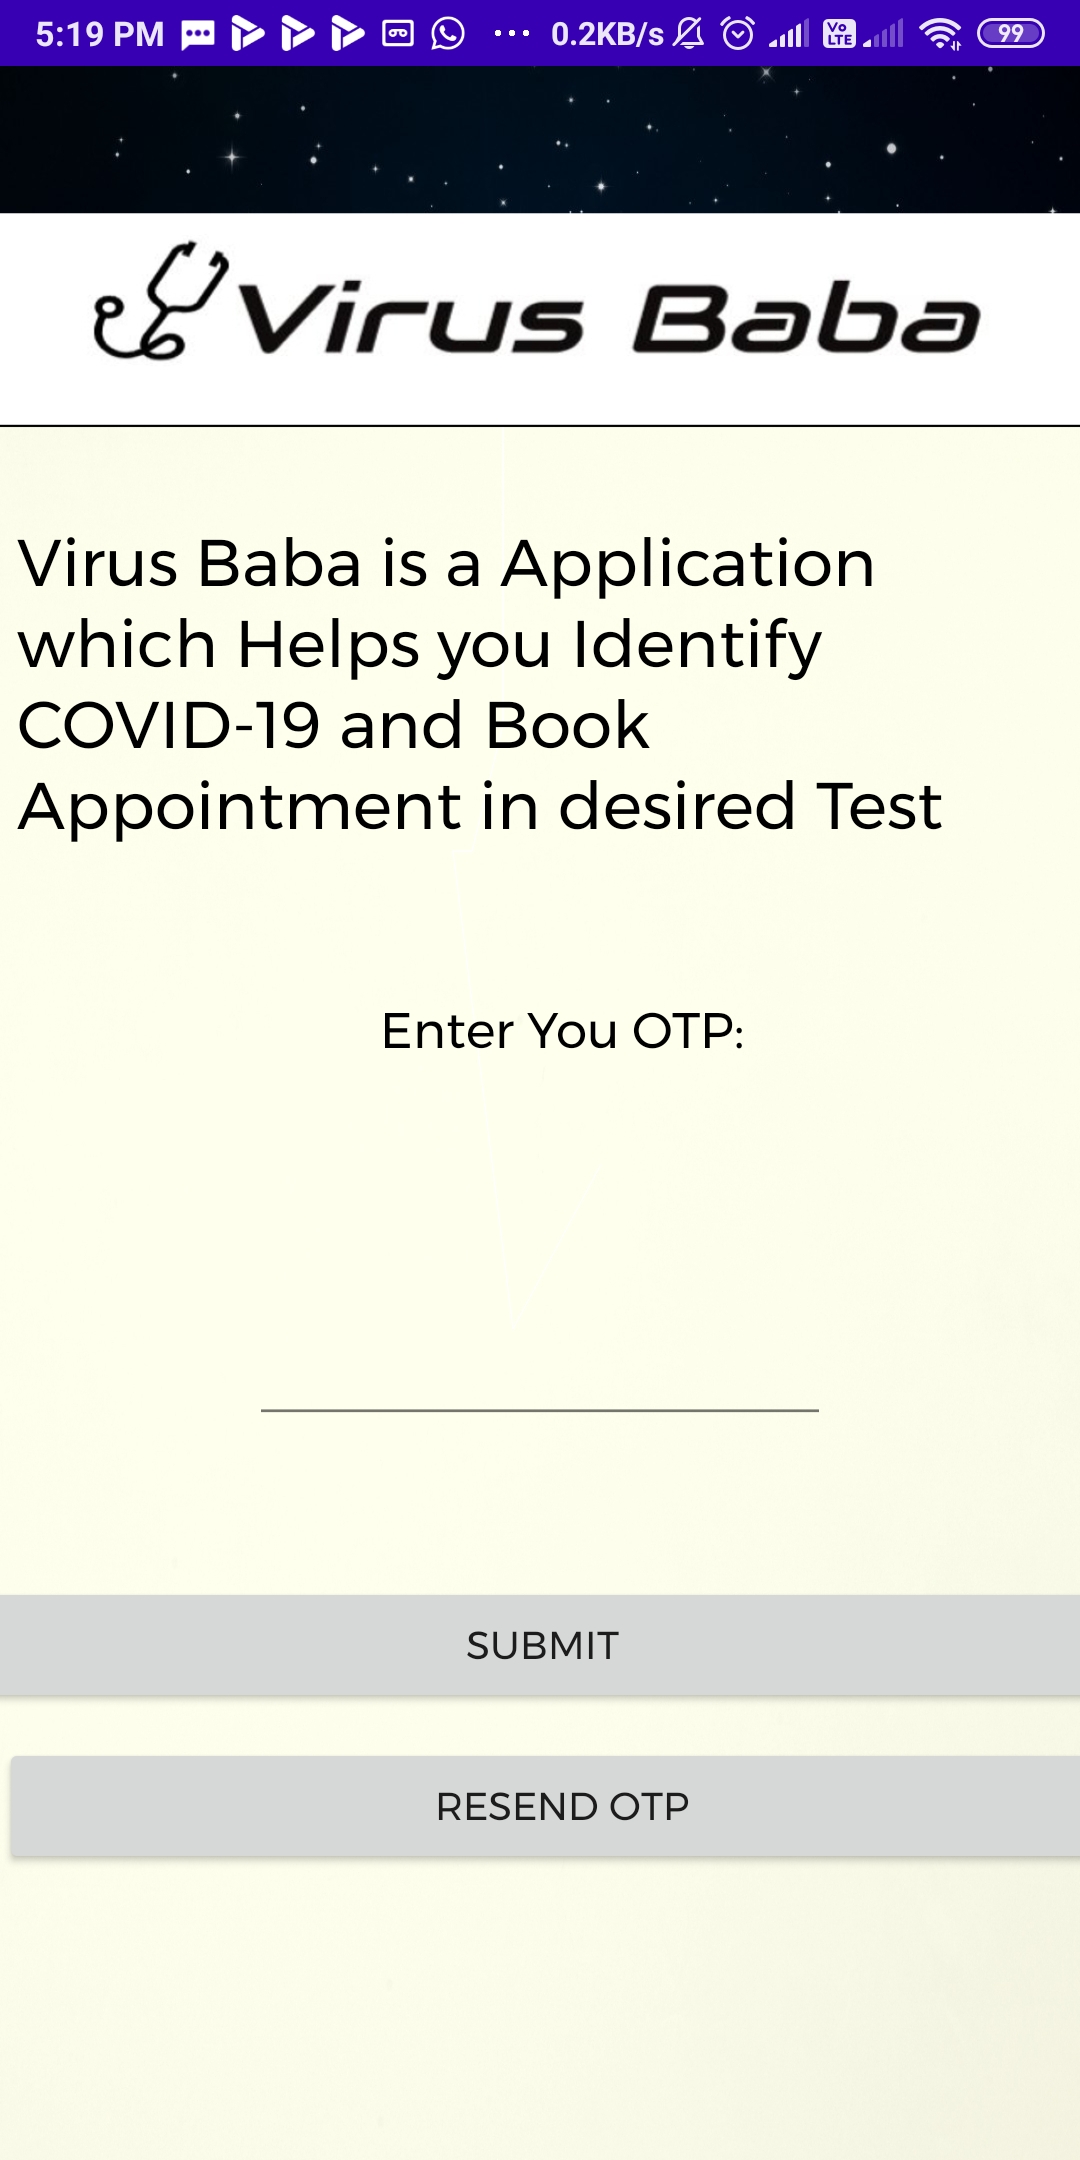 5:19 PM 0.2KB/s Vo LTE 99
Virus Baba
Virus Baba is a Application
which Helps you Identify
COVID-19 and Book
Appointment in desired Test
Enter You OTP:
SUBMIT
RESEND OTP